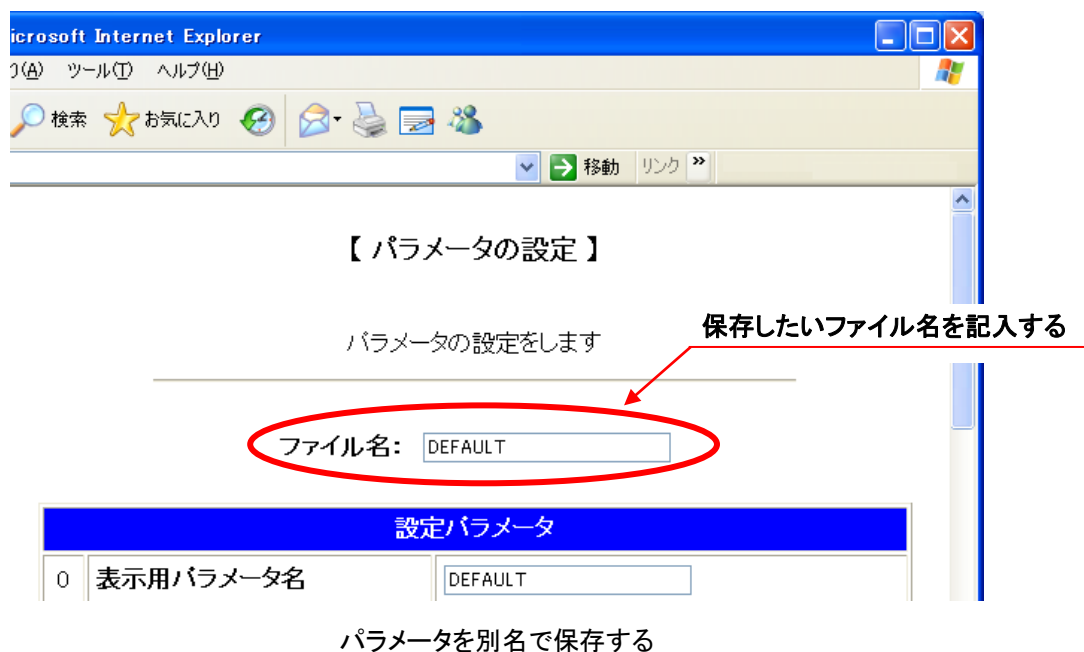 icrosoft Internet Explorer
(A) ツール(T) ヘルプ(H)
検索 お気に入り
移動 リンク »
【 パラメータの設定 】
保存したいファイル名を記入する
パラメータの設定をします
ファイル名: DEFAULT
設定パラメータ
0 表示用パラメータ名 DEFAULT
パラメータを別名で保存する